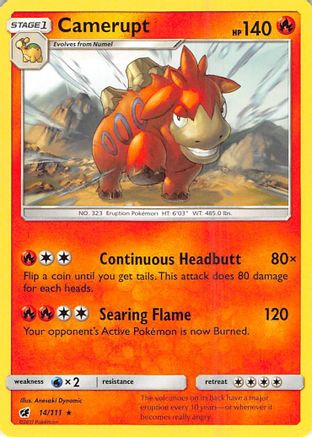 STAGE 1 Camerupt HP 140
Evolves from Numel
NO. 323 Eruption Pokémon HT: 6'03" WT: 485.0 lbs.
Continuous Headbutt 80×
Flip a coin until you get tails. This attack does 80 damage
for each heads.
Searing Flame 120
Your opponent's Active Pokémon is now Burned.
weakness ×2 resistance retreat
Illus. Anesaki Dynamic
14/111 ★
©2017 Pokémon
The volcanous on its back have a major
eruption every 10 years—or whenever it
becomes really angry.